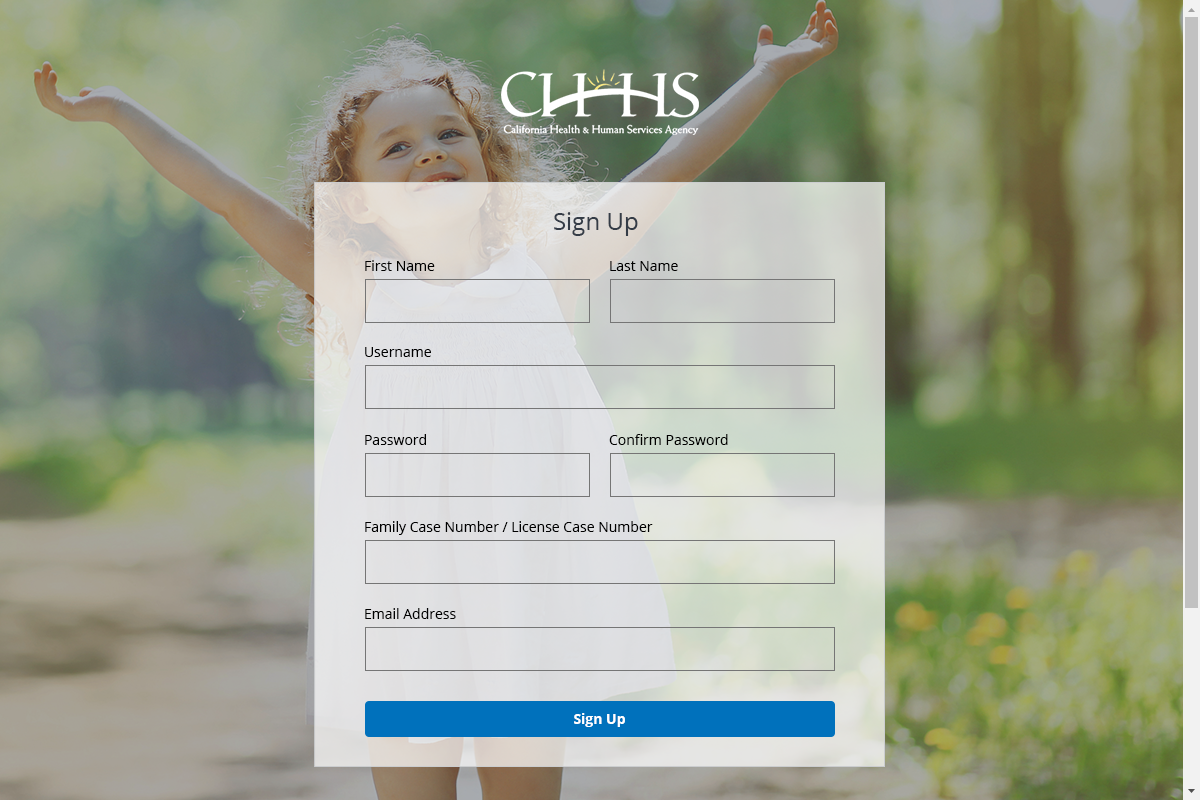 CHHS
California Health & Human Services Agency
Sign Up
First Name
Last Name
Username
Password
Confirm Password
Family Case Number / License Case Number
Email Address
Sign Up